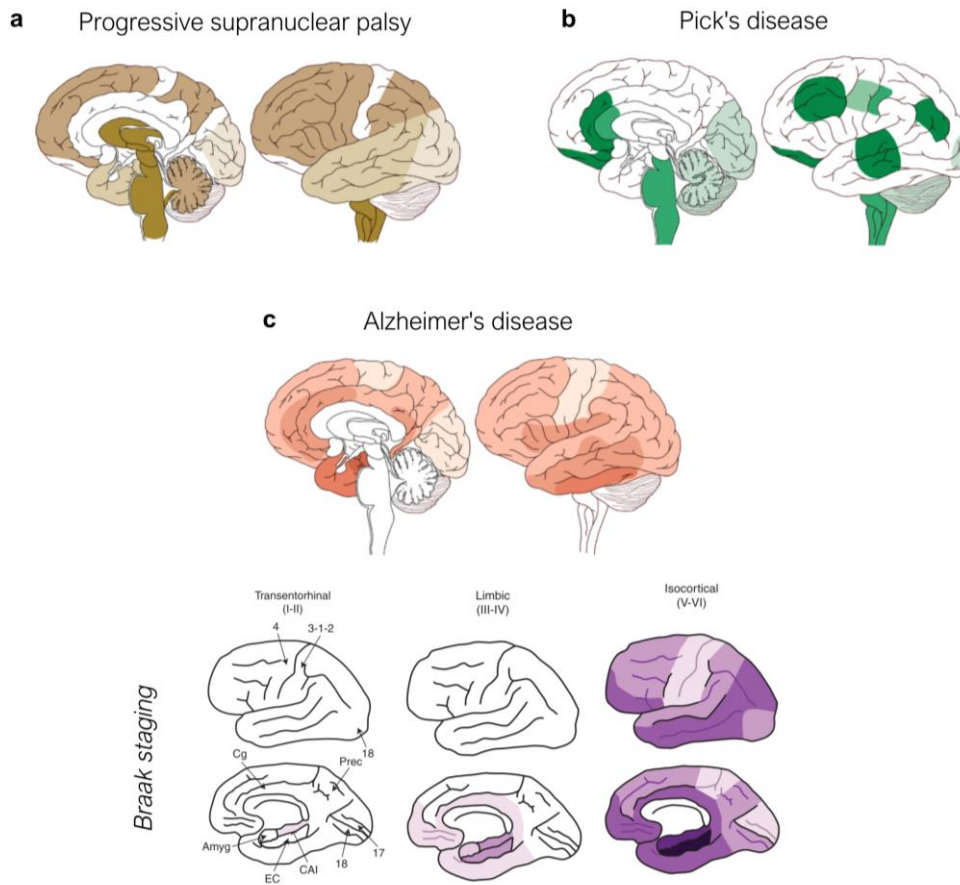 a Progressive supranuclear palsy
b Pick's disease
c Alzheimer's disease
Braak staging
Transentorhinal
(I-II)
Limbic
(III-IV)
Isocortical
(V-VI)
4
3-1-2
18
Cg
Prec
Amyg
EC
CAI
18
17